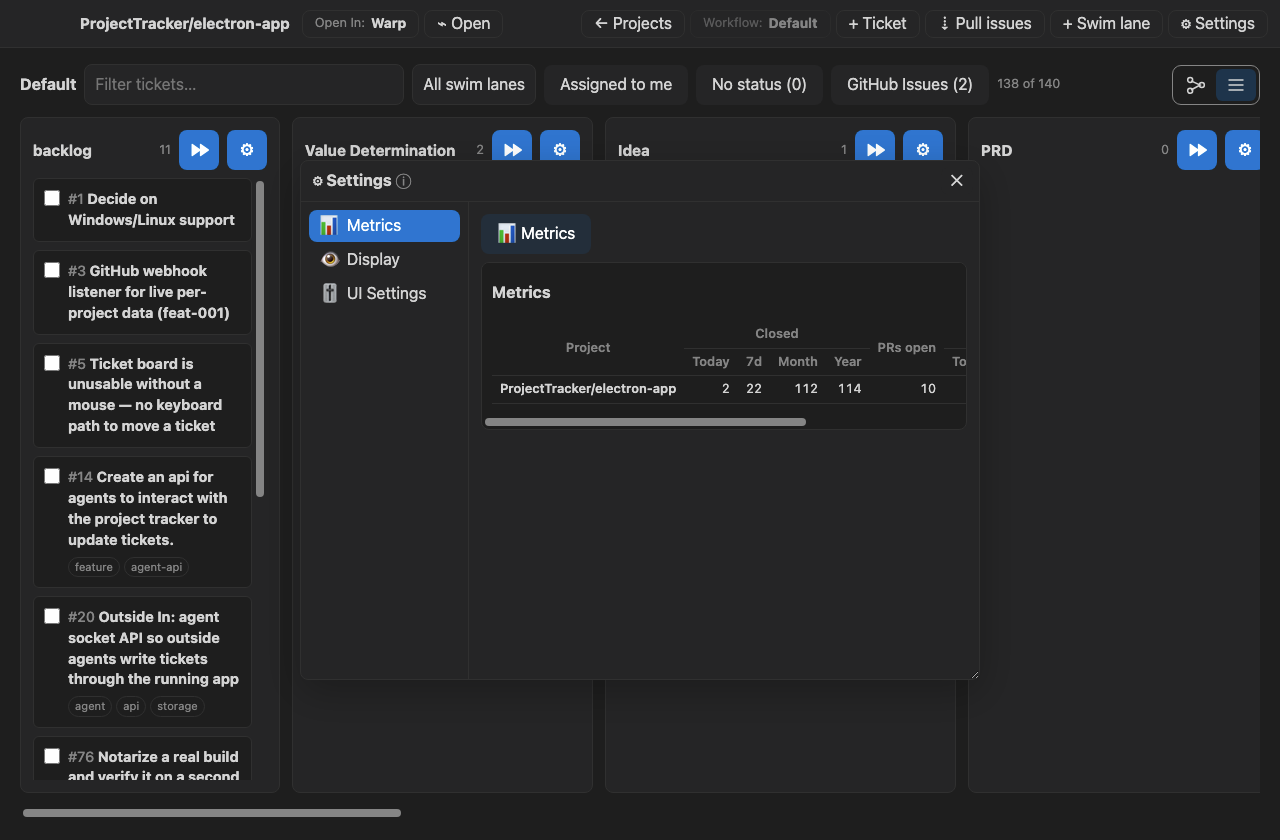 ProjectTracker/electron-app
Open In: Warp
Open
← Projects
Workflow: Default
+ Ticket
⇣ Pull issues
+ Swim lane
⚙ Settings
Default
Filter tickets...
All swim lanes
Assigned to me
No status (0)
GitHub Issues (2)
138 of 140
backlog
11
Value Determination
2
Idea
1
PRD
0
#1 Decide on
Windows/Linux support
#3 GitHub webhook
listener for live per-
project data (feat-001)
#5 Ticket board is
unusable without a
mouse — no keyboard
path to move a ticket
#14 Create an api for
agents to interact with
the project tracker to
update tickets.
feature
agent-api
#20 Outside In: agent
socket API so outside
agents write tickets
through the running app
agent
api
storage
#76 Notarize a real build
and verify it on a second
⚙ Settings ⓘ
Metrics
Display
UI Settings
Metrics
Metrics
Project
Closed
PRs open
Today
7d
Month
Year
To
ProjectTracker/electron-app
2
22
112
114
10